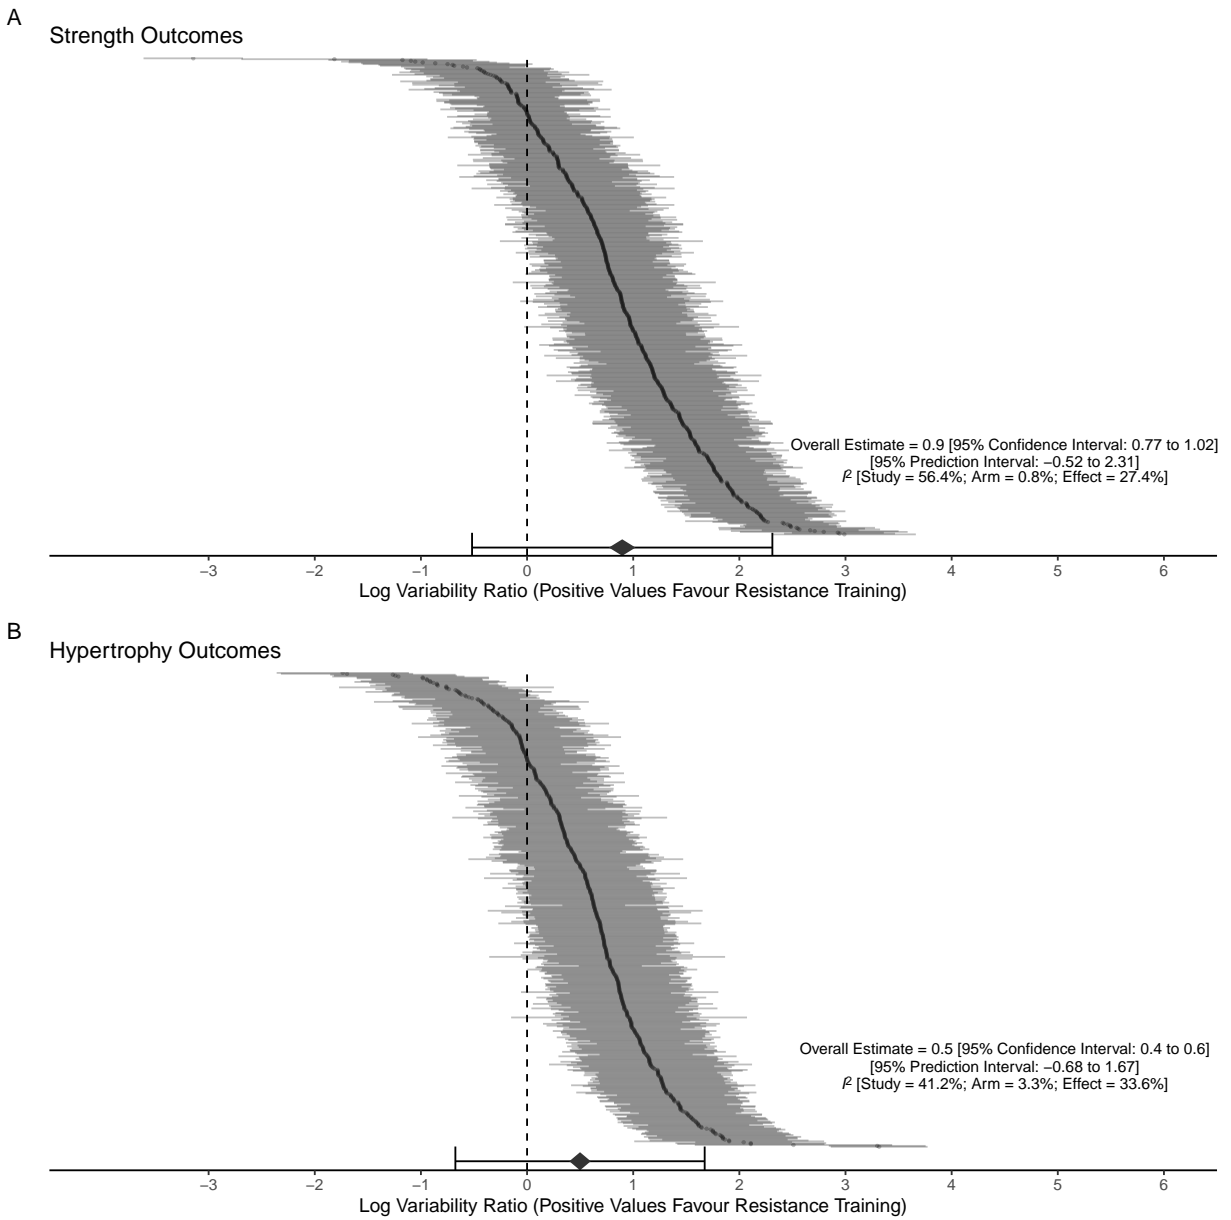 A
Strength Outcomes
Overall Estimate = 0.9 [95% Confidence Interval: 0.77 to 1.02]
[95% Prediction Interval: −0.52 to 2.31]
I² [Study = 56.4%; Arm = 0.8%; Effect = 27.4%]
−3 −2 −1 0 1 2 3 4 5 6
Log Variability Ratio (Positive Values Favour Resistance Training)
B
Hypertrophy Outcomes
Overall Estimate = 0.5 [95% Confidence Interval: 0.4 to 0.6]
[95% Prediction Interval: −0.68 to 1.67]
I² [Study = 41.2%; Arm = 3.3%; Effect = 33.6%]
−3 −2 −1 0 1 2 3 4 5 6
Log Variability Ratio (Positive Values Favour Resistance Training)